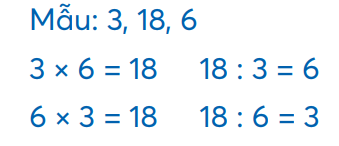 Mẫu: 3, 18, 6
3 × 6 = 18 18 : 3 = 6
6 × 3 = 18 18 : 6 = 3